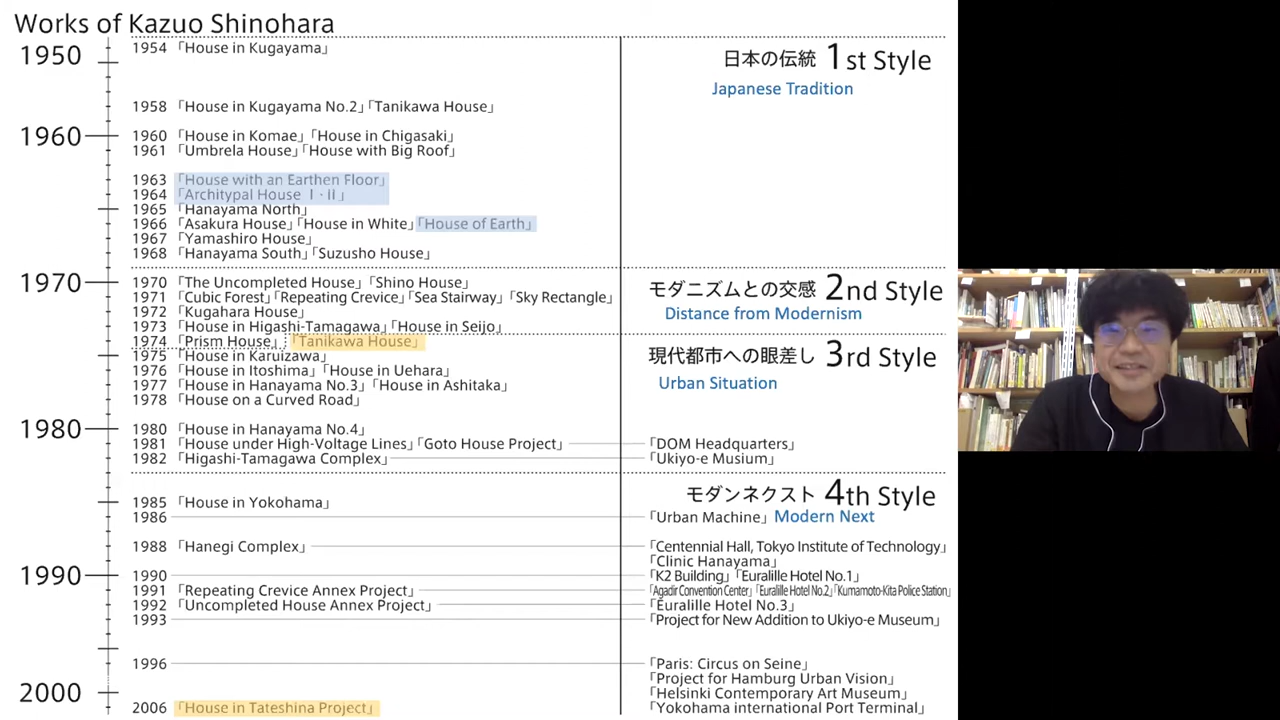 Works of Kazuo Shinohara
1950
1954 「House in Kugayama」
日本の伝統 1st Style
Japanese Tradition
1958 「House in Kugayama No.2」「Tanikawa House」
1960
1960 「House in Komae」「House in Chigasaki」
1961 「Umbrela House」「House with Big Roof」
1963 「House with an Earthen Floor」
1964 「Architypal House Ⅰ・Ⅱ」
1965 「Hanayama North」
1966 「Asakura House」「House in White」「House of Earth」
1967 「Yamashiro House」
1968 「Hanayama South」「Suzusho House」
1970
1970 「The Uncompleted House」「Shino House」
モダニズムとの交感 2nd Style
1971 「Cubic Forest」「Repeating Crevice」「Sea Stairway」「Sky Rectangle」
1972 「Kugahara House」
Distance from Modernism
1973 「House in Higashi-Tamagawa」「House in Seijo」
1974 「Prism House」「Tanikawa House」
1975 「House in Karuizawa」
現代都市への眼差し 3rd Style
1976 「House in Itoshima」「House in Uehara」
1977 「House in Hanayama No.3」「House in Ashitaka」
Urban Situation
1978 「House on a Curved Road」
1980
1980 「House in Hanayama No.4」
1981 「House under High-Voltage Lines」「Goto House Project」 「DOM Headquarters」
1982 「Higashi-Tamagawa Complex」 「Ukiyo-e Musium」
モダンネクスト 4th Style
1985 「House in Yokohama」
1986 「Urban Machine」 Modern Next
1988 「Hanegi Complex」 「Centennial Hall, Tokyo Institute of Technology」
「Clinic Hanayama」
1990
1990 「K2 Building」「Euralille Hotel No.1」
1991 「Repeating Crevice Annex Project」 「Agadir Convention Center」「Euralille Hotel No.2」「Kumamoto-Kita Police Station」
1992 「Uncompleted House Annex Project」 「Euralille Hotel No.3」
1993 「Project for New Addition to Ukiyo-e Museum」
1996 「Paris: Circus on Seine」
「Project for Hamburg Urban Vision」
2000
「Helsinki Contemporary Art Museum」
2006 「House in Tateshina Project」 「Yokohama international Port Terminal」